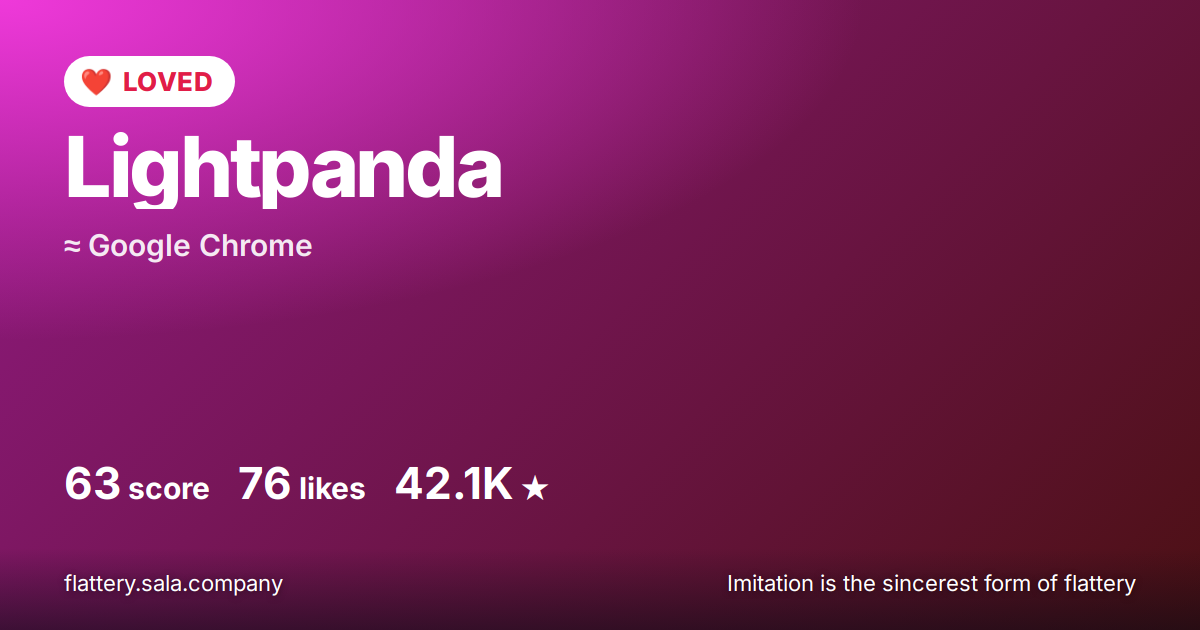 ❤️ LOVED
Lightpanda
≈ Google Chrome
63 score 76 likes 42.1K ★
flattery.sala.company
Imitation is the sincerest form of flattery